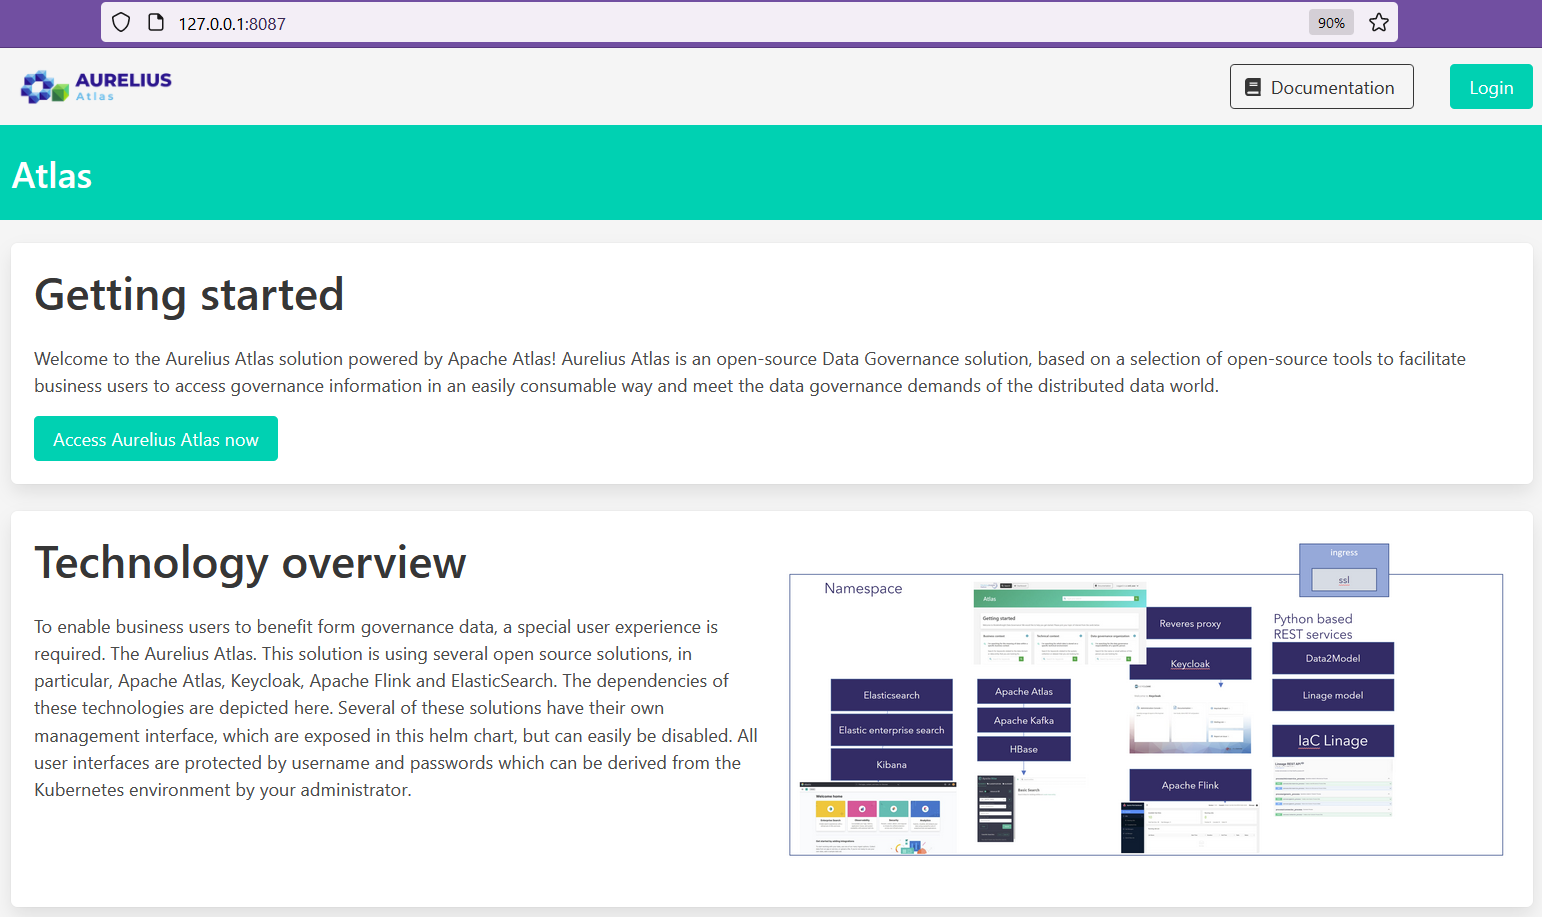 127.0.0.1:8087
90%
AURELIUS
Atlas
Documentation
Login
Atlas
Getting started
Welcome to the Aurelius Atlas solution powered by Apache Atlas! Aurelius Atlas is an open-source Data Governance solution, based on a selection of open-source tools to facilitate
business users to access governance information in an easily consumable way and meet the data governance demands of the distributed data world.
Access Aurelius Atlas now
Technology overview
To enable business users to benefit form governance data, a special user experience is
required. The Aurelius Atlas. This solution is using several open source solutions, in
particular, Apache Atlas, Keycloak, Apache Flink and ElasticSearch. The dependencies of
these technologies are depicted here. Several of these solutions have their own
management interface, which are exposed in this helm chart, but can easily be disabled. All
user interfaces are protected by username and passwords which can be derived from the
Kubernetes environment by your administrator.
ingress
ssl
Namespace
Atlas
Getting started
Reveres proxy
Keycloak
Python based
REST services
Data2Model
Linage model
IaC Linage
Elasticsearch
Elastic enterprise search
Kibana
Apache Atlas
Apache Kafka
HBase
Apache Flink
Welcome home
Basic Search